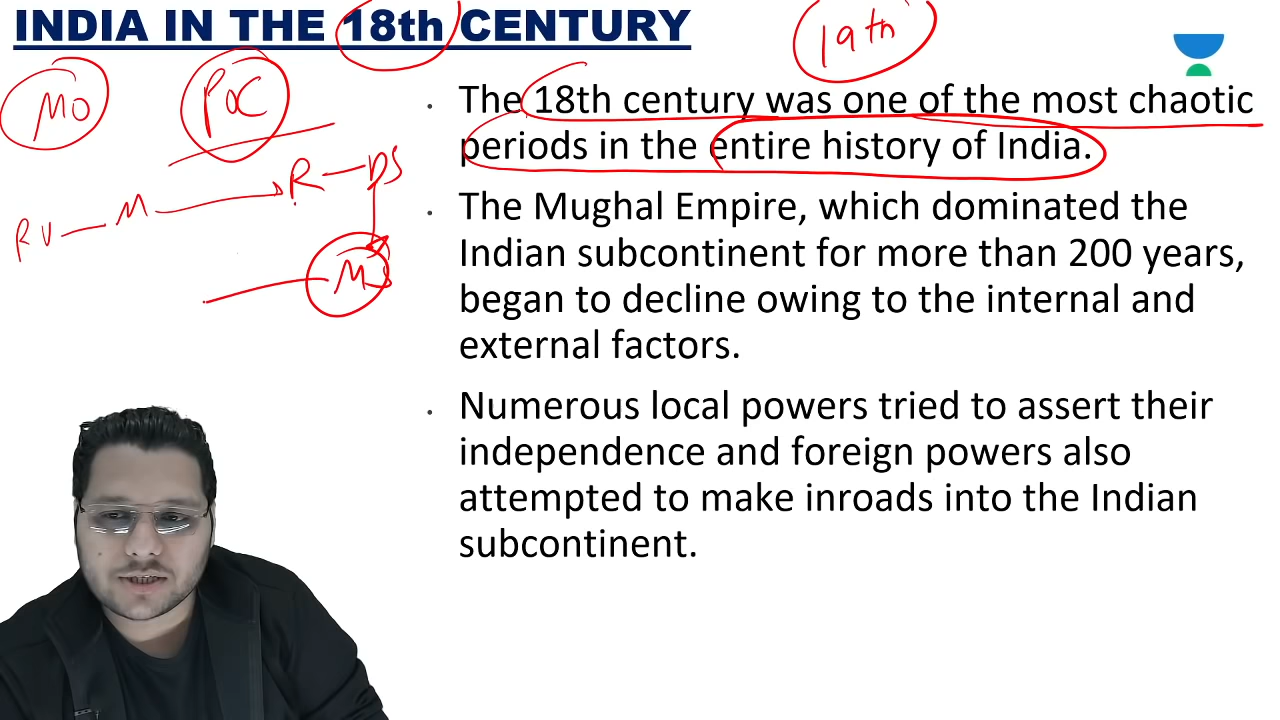 INDIA IN THE 18th CENTURY
19th
MO
POC
• The 18th century was one of the most chaotic
periods in the entire history of India.
RV — M → R — DS
M
• The Mughal Empire, which dominated the
Indian subcontinent for more than 200 years,
began to decline owing to the internal and
external factors.
• Numerous local powers tried to assert their
independence and foreign powers also
attempted to make inroads into the Indian
subcontinent.